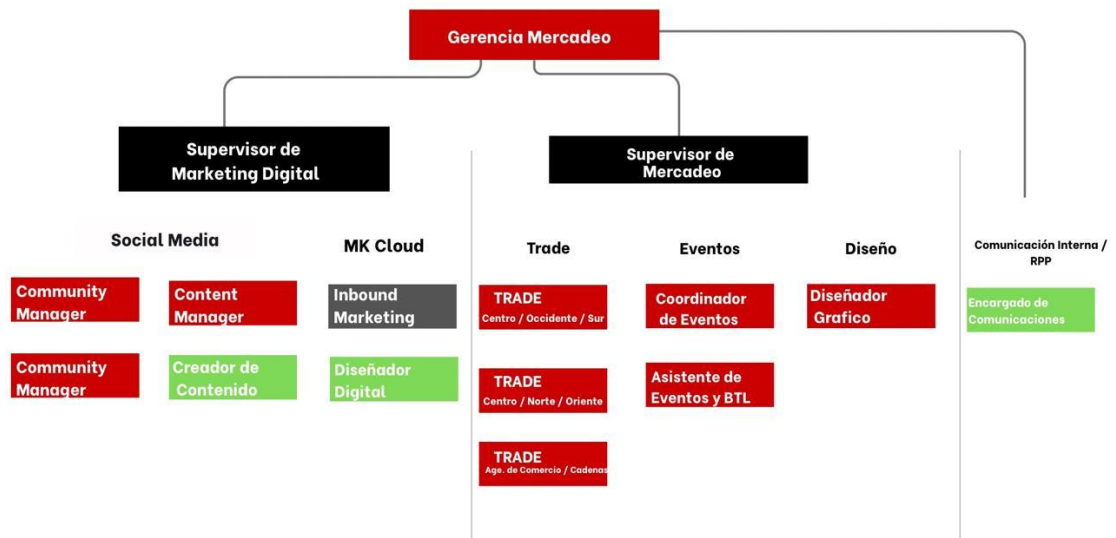 Gerencia Mercadeo
Supervisor de
Marketing Digital
Supervisor de
Mercadeo
Social Media
MK Cloud
Trade
Eventos
Diseño
Comunicación Interna /
RPP
Community
Manager
Content
Manager
Inbound
Marketing
TRADE
Centro / Occidente / Sur
Coordinador
de Eventos
Diseñador
Grafico
Encargado de
Comunicaciones
Community
Manager
Creador de
Contenido
Diseñador
Digital
TRADE
Centro / Norte / Oriente
Asistente de
Eventos y BTL
TRADE
Age. de Comercio / Cadenas